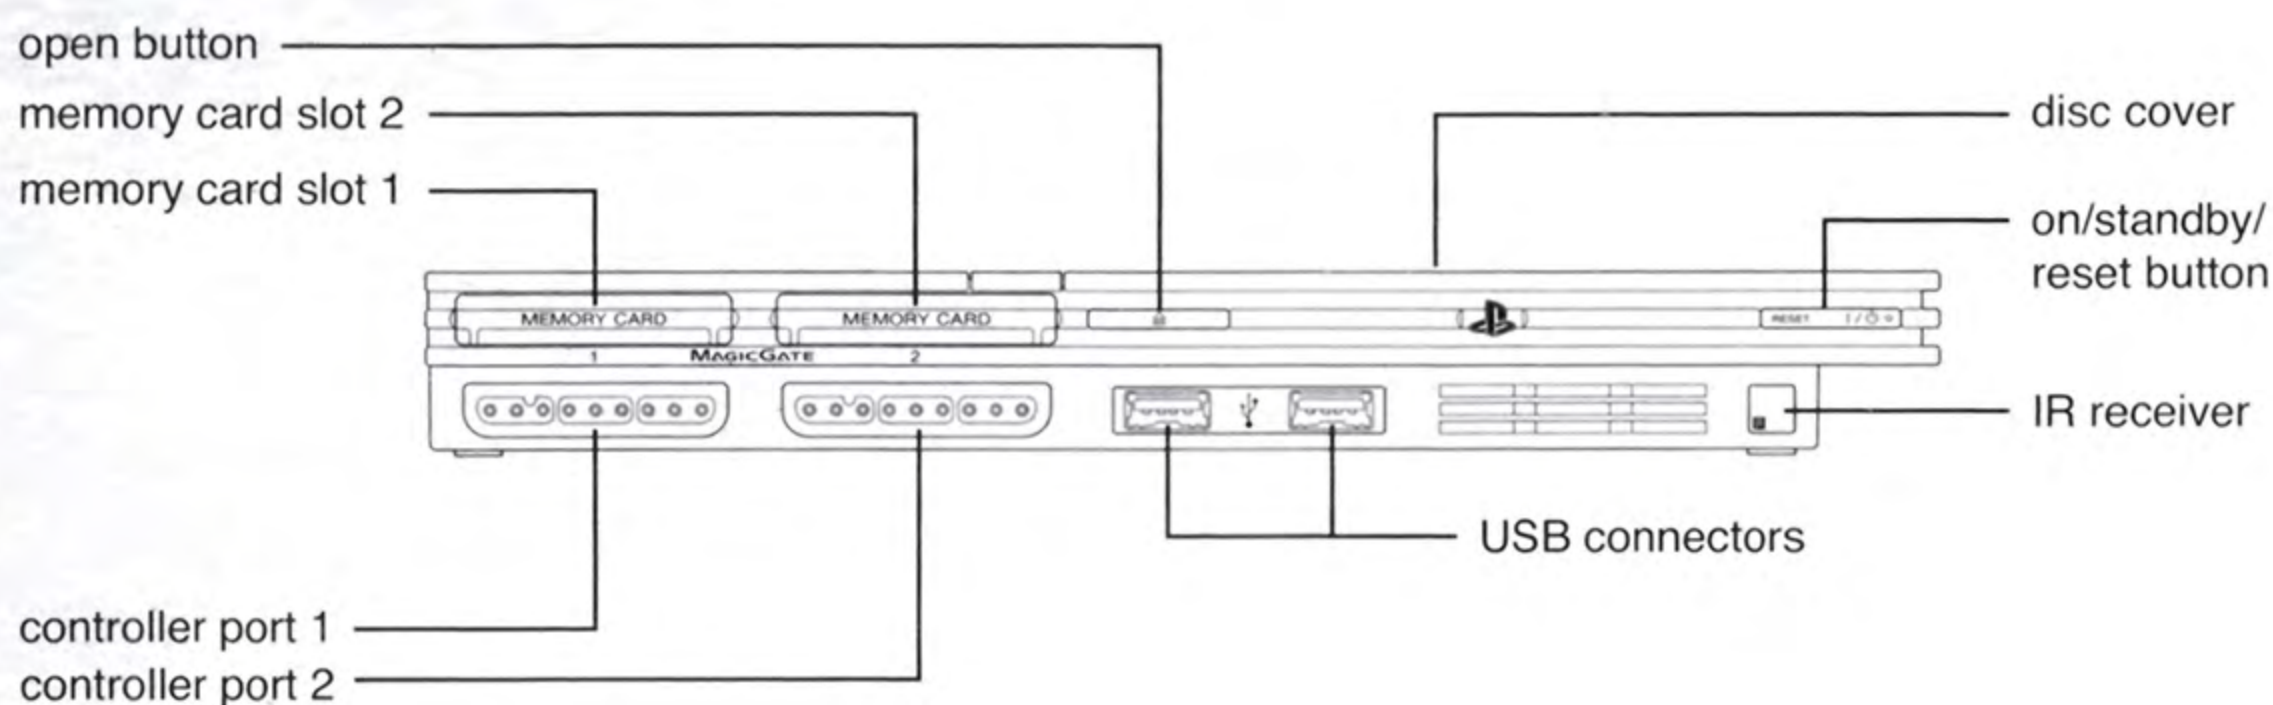 open button
memory card slot 2
memory card slot 1
disc cover
on/standby/
reset button
MEMORY CARD
MEMORY CARD
RESET
1
MAGICGATE
2
IR receiver
USB connectors
controller port 1
controller port 2